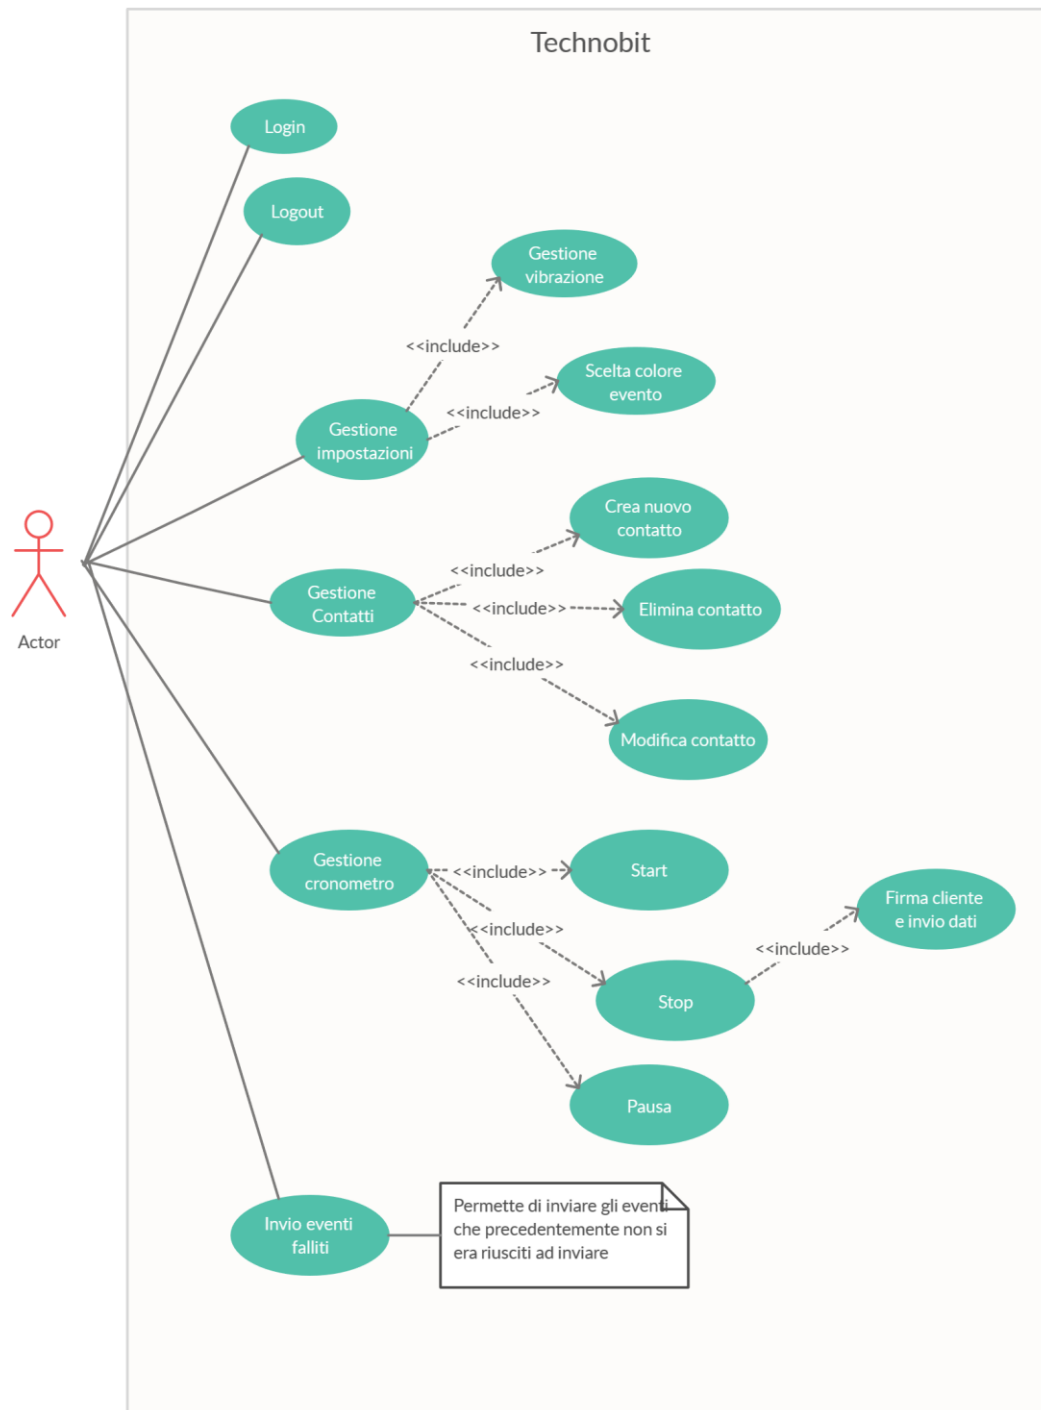 Technobit
Login
Logout
Gestione
vibrazione
<<include>>
Scelta colore
evento
<<include>>
Gestione
impostazioni
Crea nuovo
contatto
<<include>>
Gestione
Contatti
<<include>>
Elimina contatto
Actor
<<include>>
Modifica contatto
Gestione
cronometro
<<include>>
Start
Firma cliente
e invio dati
<<include>>
<<include>>
<<include>>
Stop
Pausa
Invio eventi
falliti
Permette di inviare gli eventi
che precedentemente non si
era riusciti ad inviare